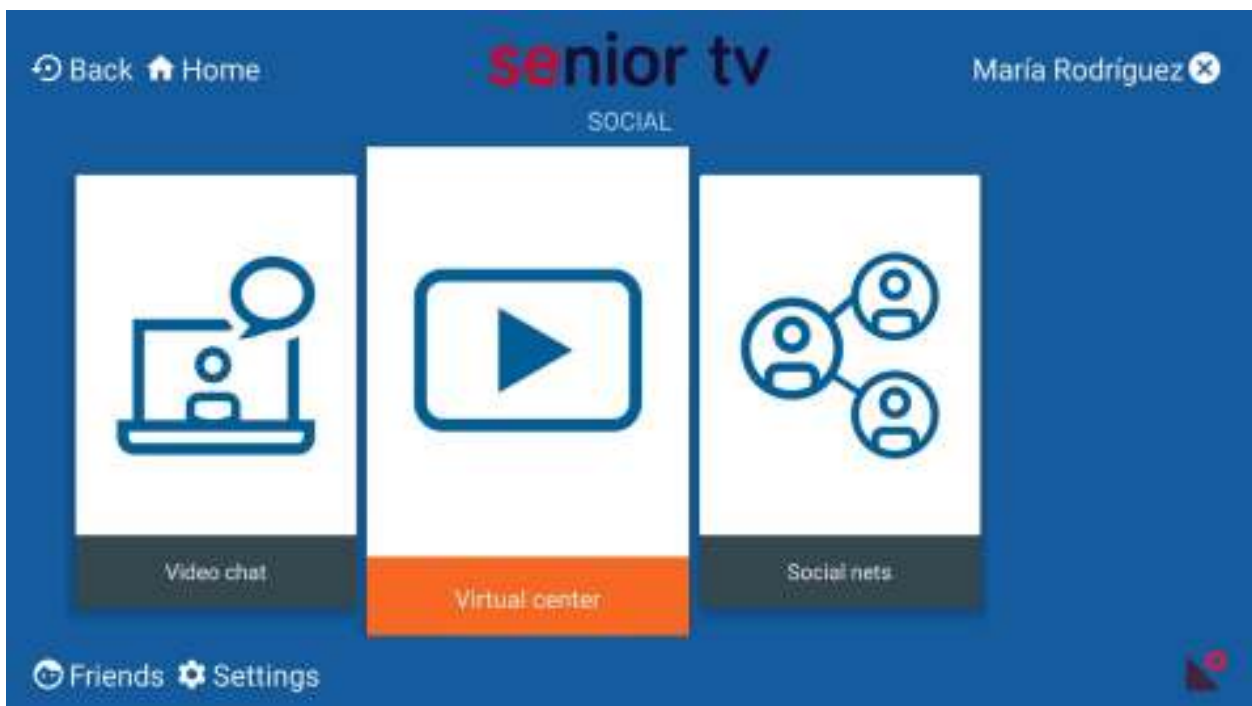 Back Home
senior tv
María Rodríguez
SOCIAL
Video chat
Virtual center
Social nets
Friends Settings